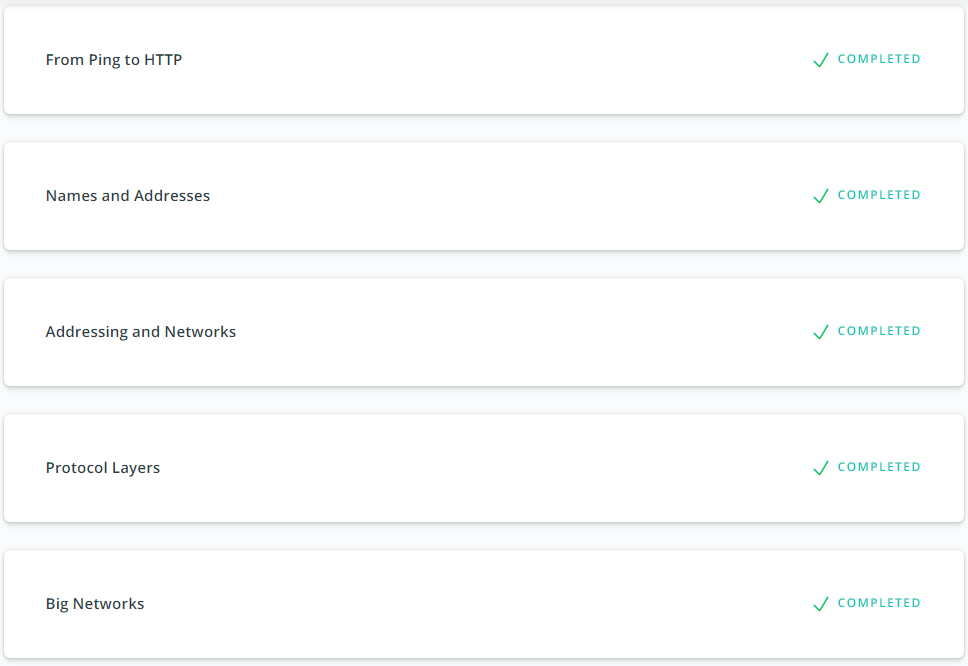 From Ping to HTTP COMPLETED
Names and Addresses COMPLETED
Addressing and Networks COMPLETED
Protocol Layers COMPLETED
Big Networks COMPLETED